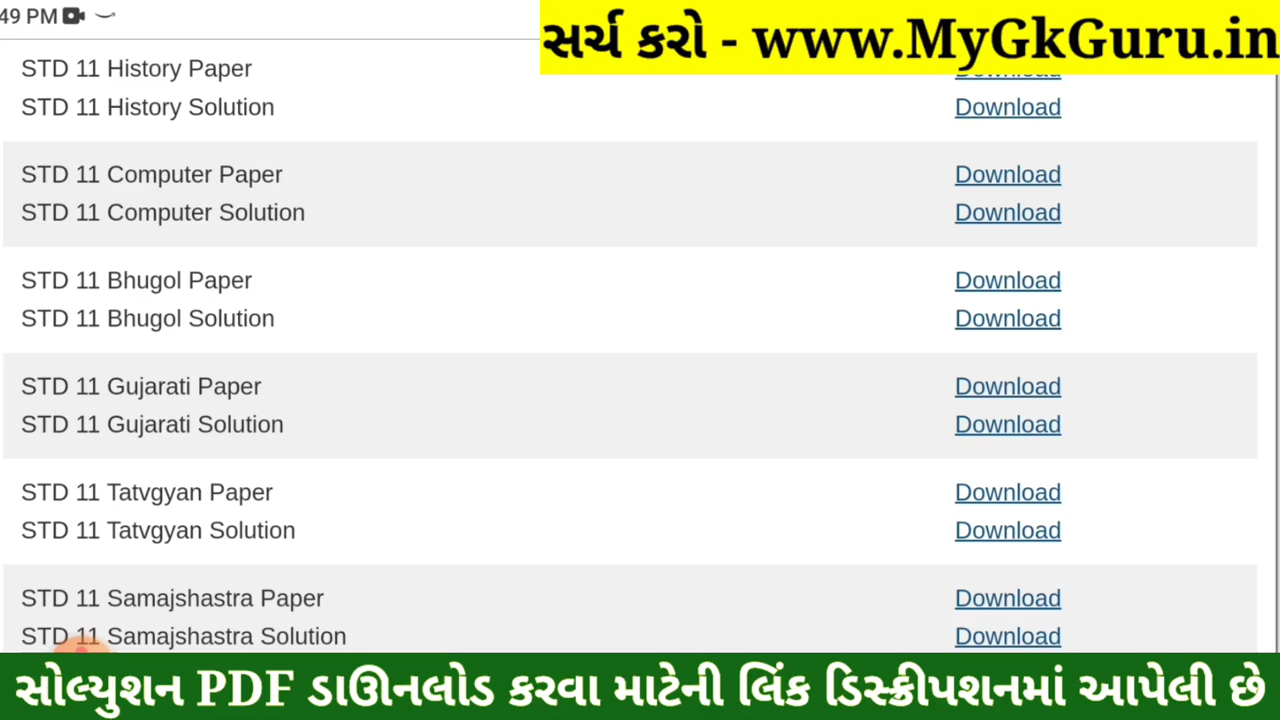 49 PM
સર્ચ કરો - www.MyGkGuru.in
STD 11 History Paper Download
STD 11 History Solution Download
STD 11 Computer Paper Download
STD 11 Computer Solution Download
STD 11 Bhugol Paper Download
STD 11 Bhugol Solution Download
STD 11 Gujarati Paper Download
STD 11 Gujarati Solution Download
STD 11 Tatvgyan Paper Download
STD 11 Tatvgyan Solution Download
STD 11 Samajshastra Paper Download
STD 11 Samajshastra Solution Download
સોલ્યુશન PDF ડાઊનલોડ કરવા માટેની લિંક ડિસ્ક્રીપશનમાં આપેલી છે